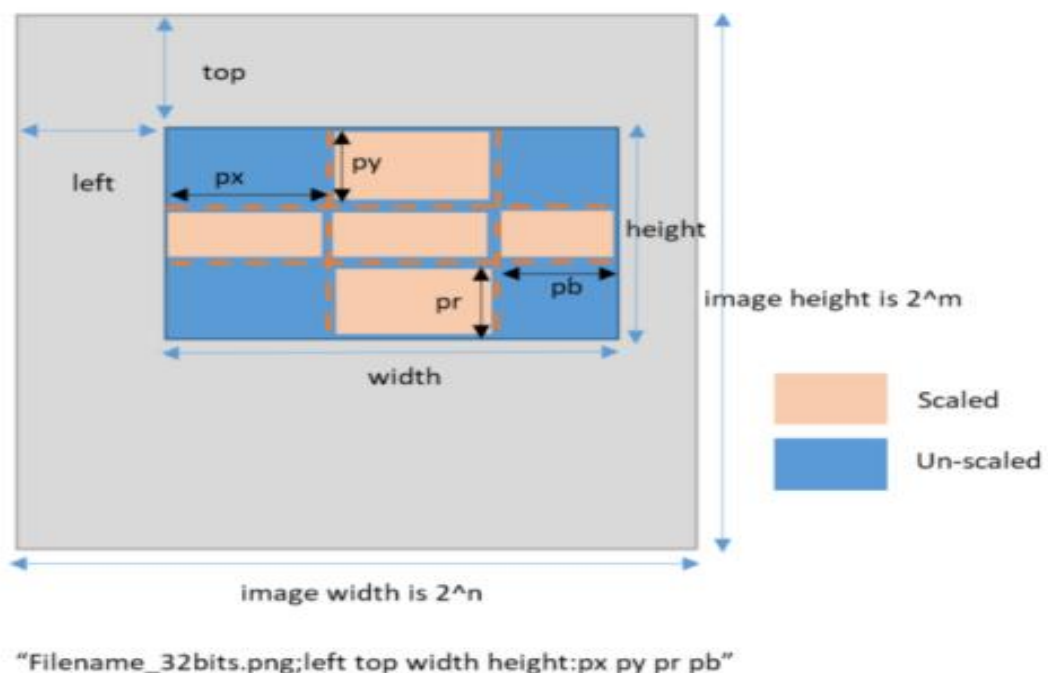 top
left
px
py
height
pr
pb
image height is 2^m
width
Scaled
Un-scaled
image width is 2^n
“Filename_32bits.png;left top width height:px py pr pb”